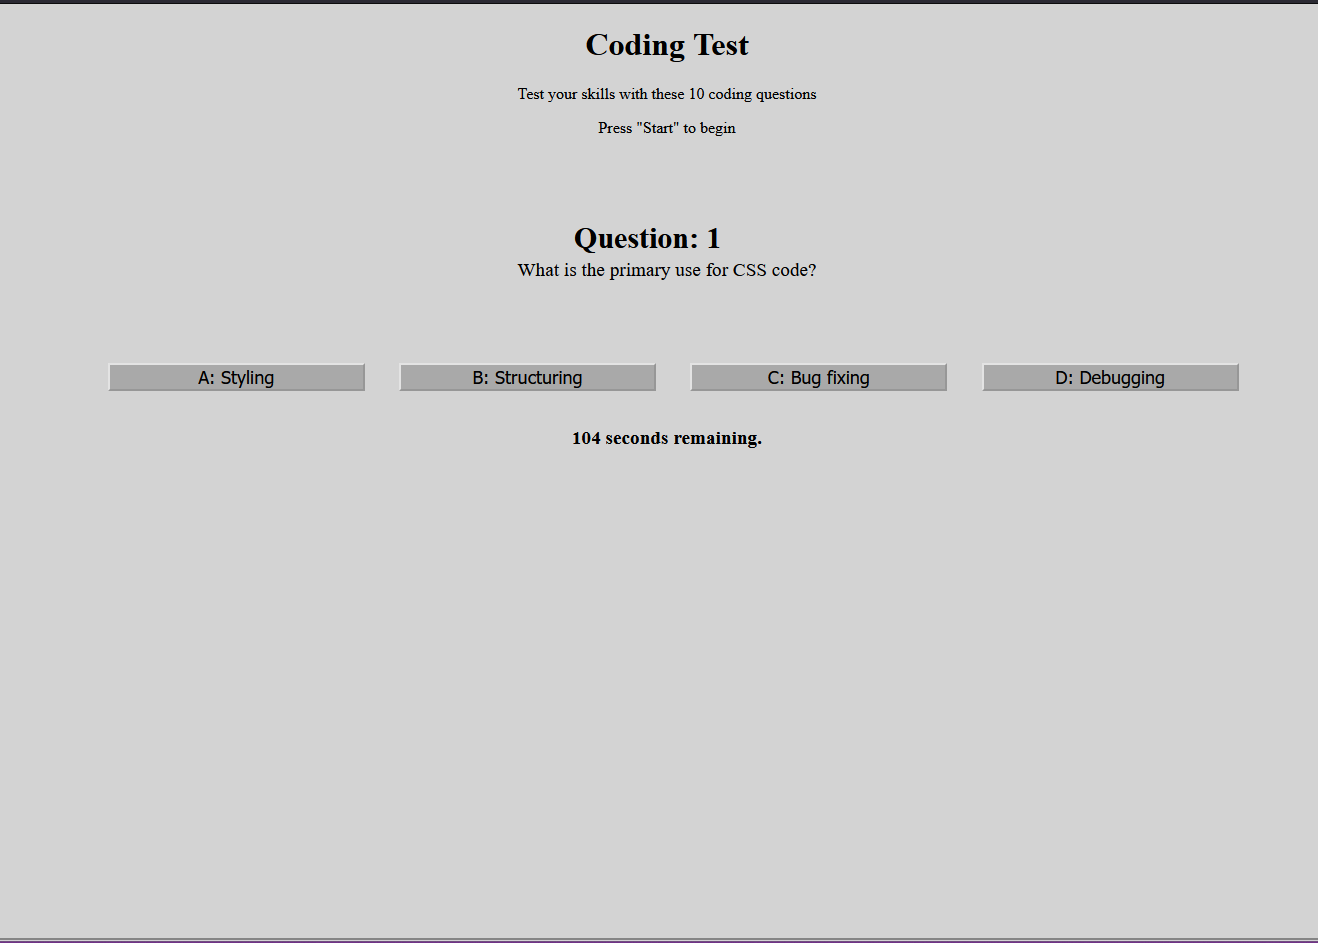 Coding Test
Test your skills with these 10 coding questions
Press "Start" to begin
Question: 1
What is the primary use for CSS code?
A: Styling
B: Structuring
C: Bug fixing
D: Debugging
104 seconds remaining.